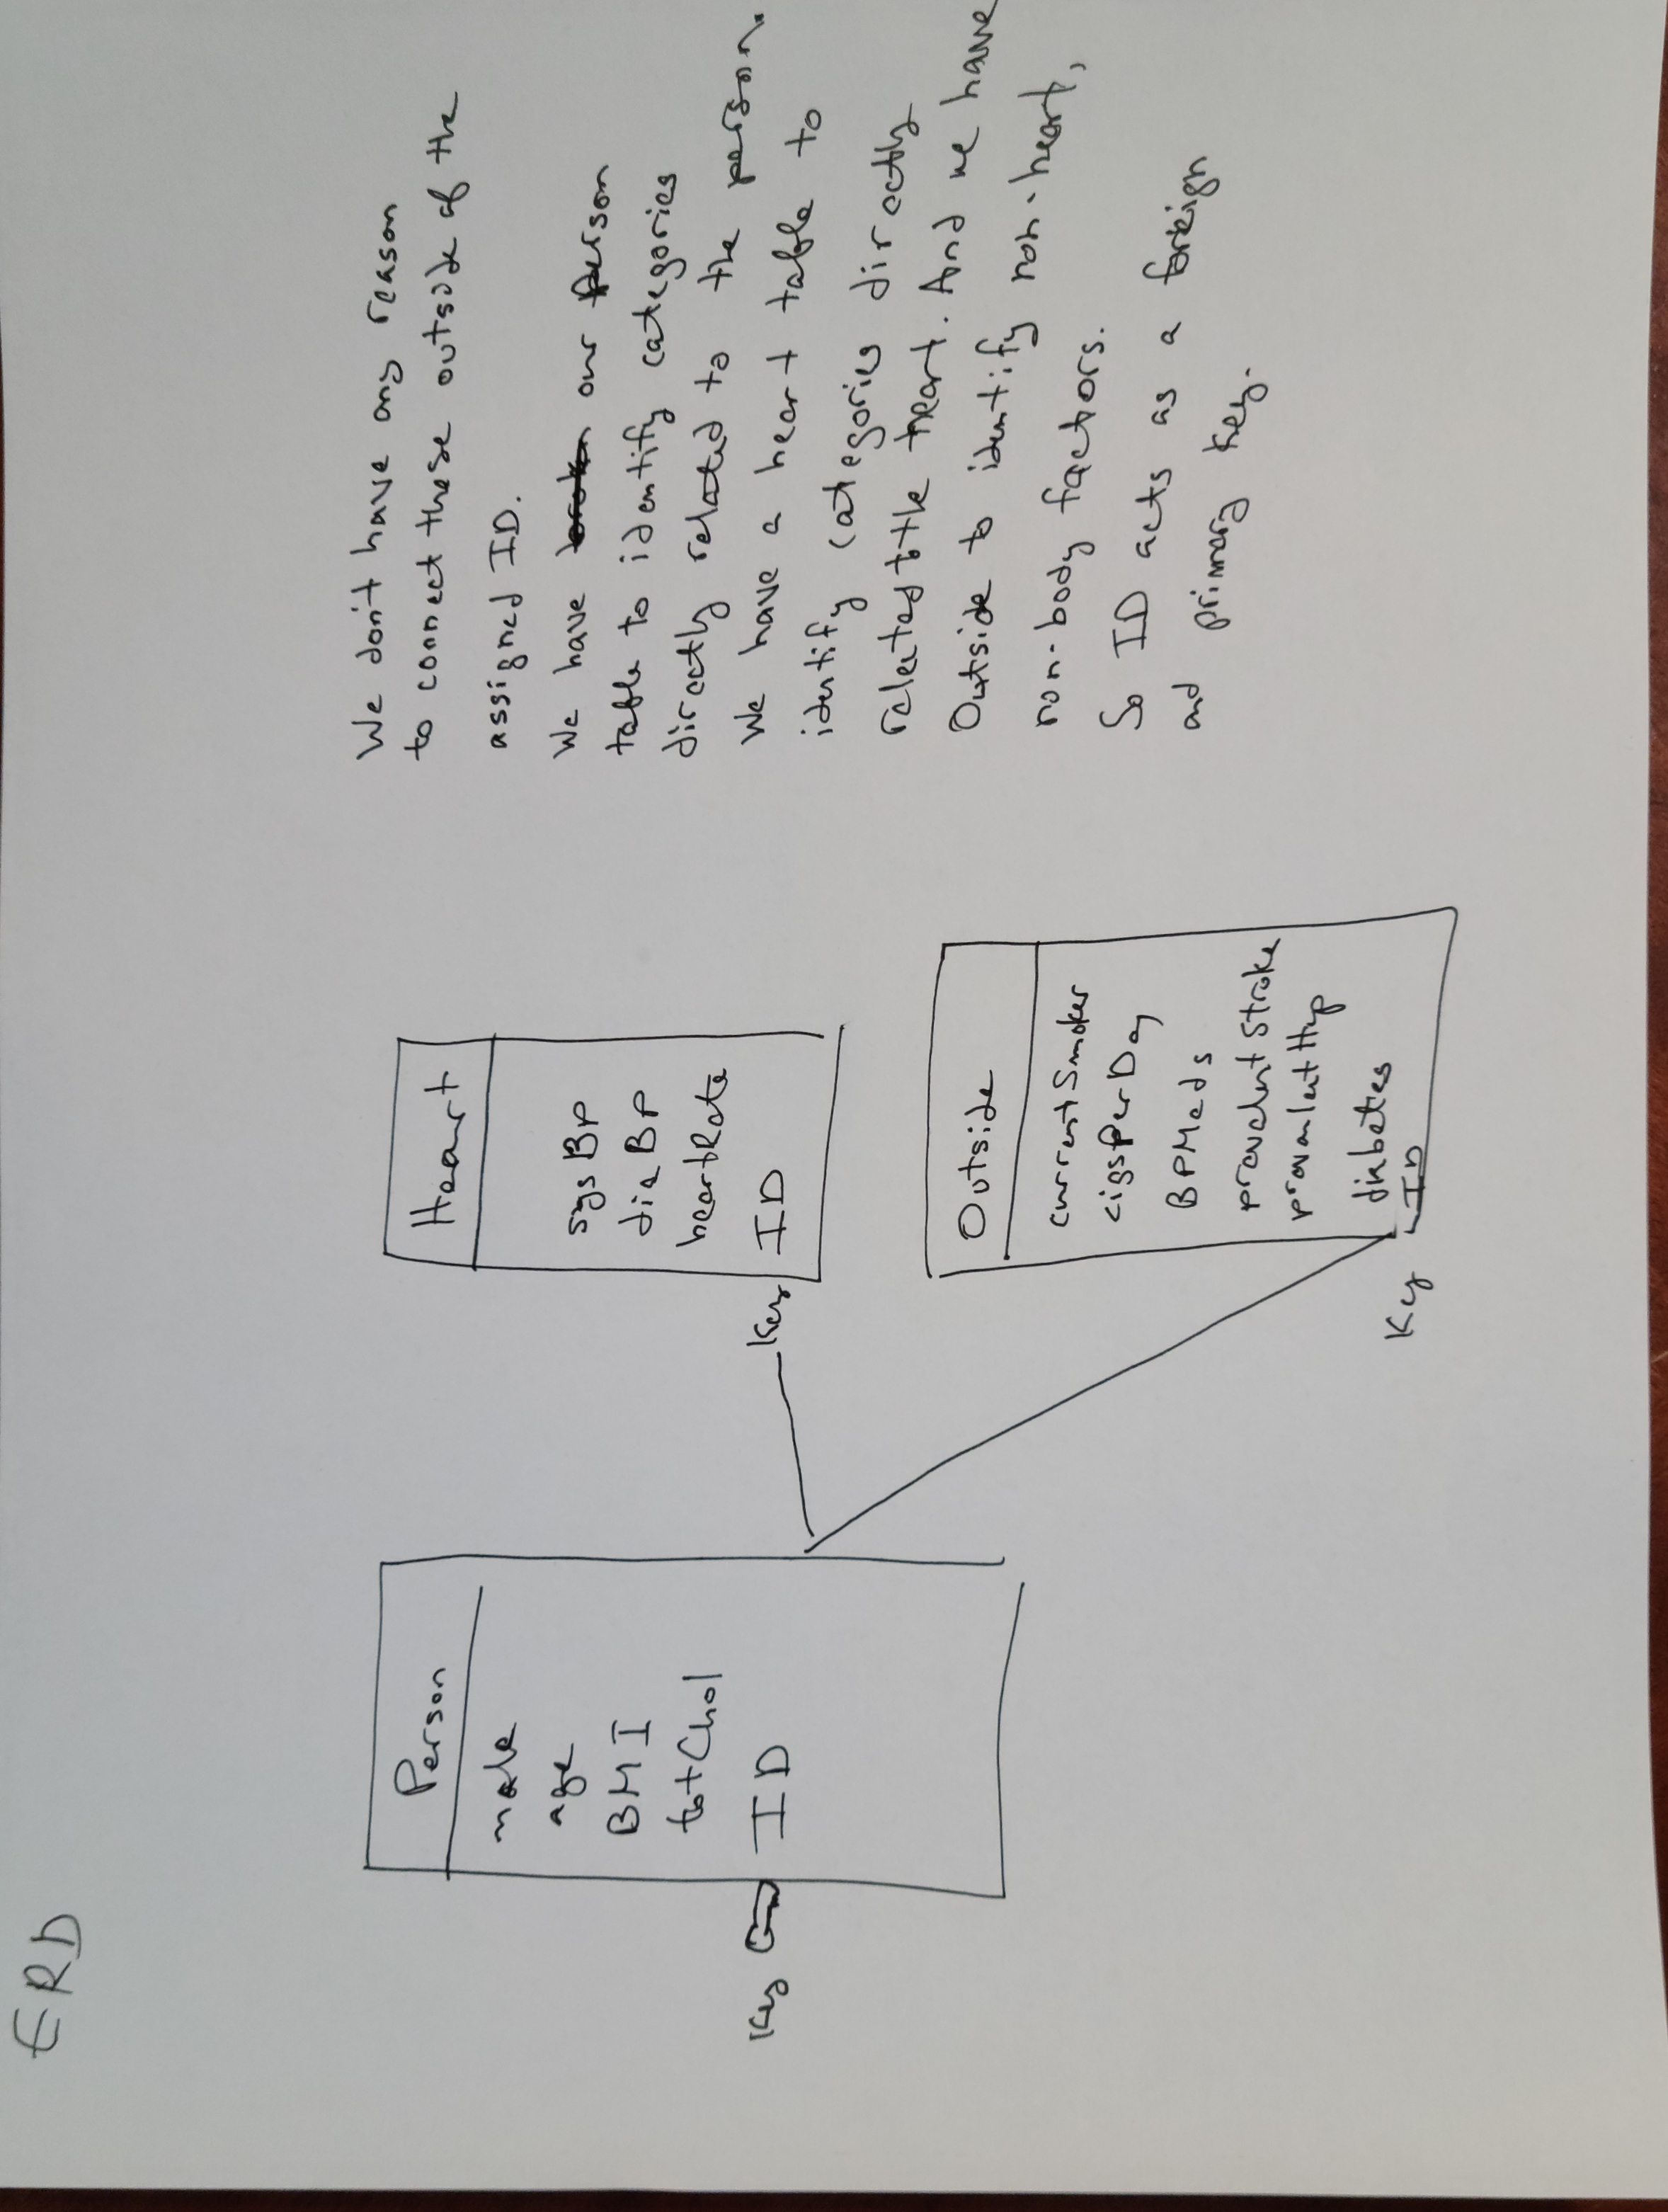 ERD
Person
male
age
BMI
totChol
Key ID
Heart
sysBP
diaBP
heartRate
Key ID
Outside
currentSmoker
cigsPerDay
BPMeds
prevalentStroke
prevalentHyp
diabetes
Key ID
We don't have any reason
to connect these outside of the
assigned ID.
We have our person
table to identify categories
directly related to the person.
We have a heart table to
identify categories directly
related to the heart. And we have
Outside to identify non-heart,
non-body factors.
So ID acts as a foreign
and primary key.